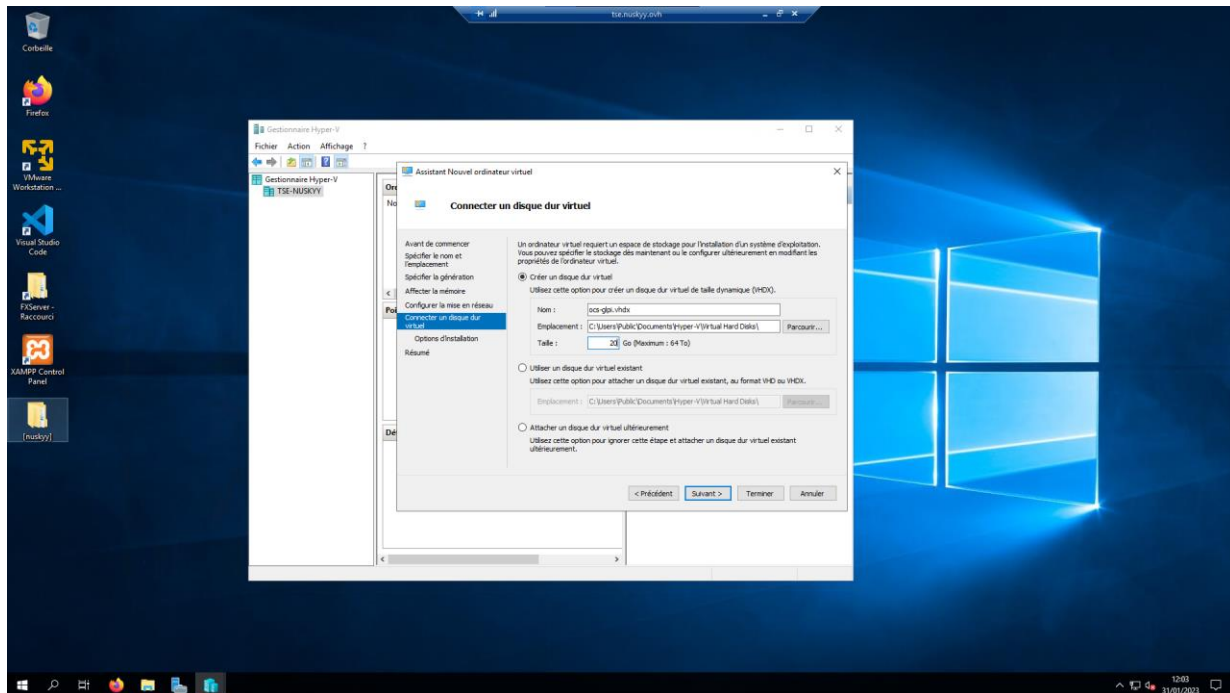 tse.nuskyy.ovh
Corbeille
Firefox
VMware
Workstation ...
Visual Studio
Code
FXServer -
Raccourci
XAMPP Control
Panel
[nuskyy]
Gestionnaire Hyper-V
Fichier Action Affichage ?
Gestionnaire Hyper-V
TSE-NUSKYY
Ord
No
Poi
Dé
Assistant Nouvel ordinateur virtuel
Connecter un disque dur virtuel
Avant de commencer
Spécifier le nom et
l'emplacement
Spécifier la génération
Affecter la mémoire
Configurer la mise en réseau
Connecter un disque dur
virtuel
Options d'installation
Résumé
Un ordinateur virtuel requiert un espace de stockage pour l'installation d'un système d'exploitation.
Vous pouvez spécifier le stockage dès maintenant ou le configurer ultérieurement en modifiant les
propriétés de l'ordinateur virtuel.
Créer un disque dur virtuel
Utilisez cette option pour créer un disque dur virtuel de taille dynamique (VHDX).
Nom : ocs-glpi.vhdx
Emplacement : C:\Users\Public\Documents\Hyper-V\Virtual Hard Disks\ Parcourir...
Taille : 20 Go (Maximum : 64 To)
Utiliser un disque dur virtuel existant
Utilisez cette option pour attacher un disque dur virtuel existant, au format VHD ou VHDX.
Emplacement : C:\Users\Public\Documents\Hyper-V\Virtual Hard Disks\ Parcourir...
Attacher un disque dur virtuel ultérieurement
Utilisez cette option pour ignorer cette étape et attacher un disque dur virtuel existant
ultérieurement.
< Précédent Suivant > Terminer Annuler
12:03
31/01/2023